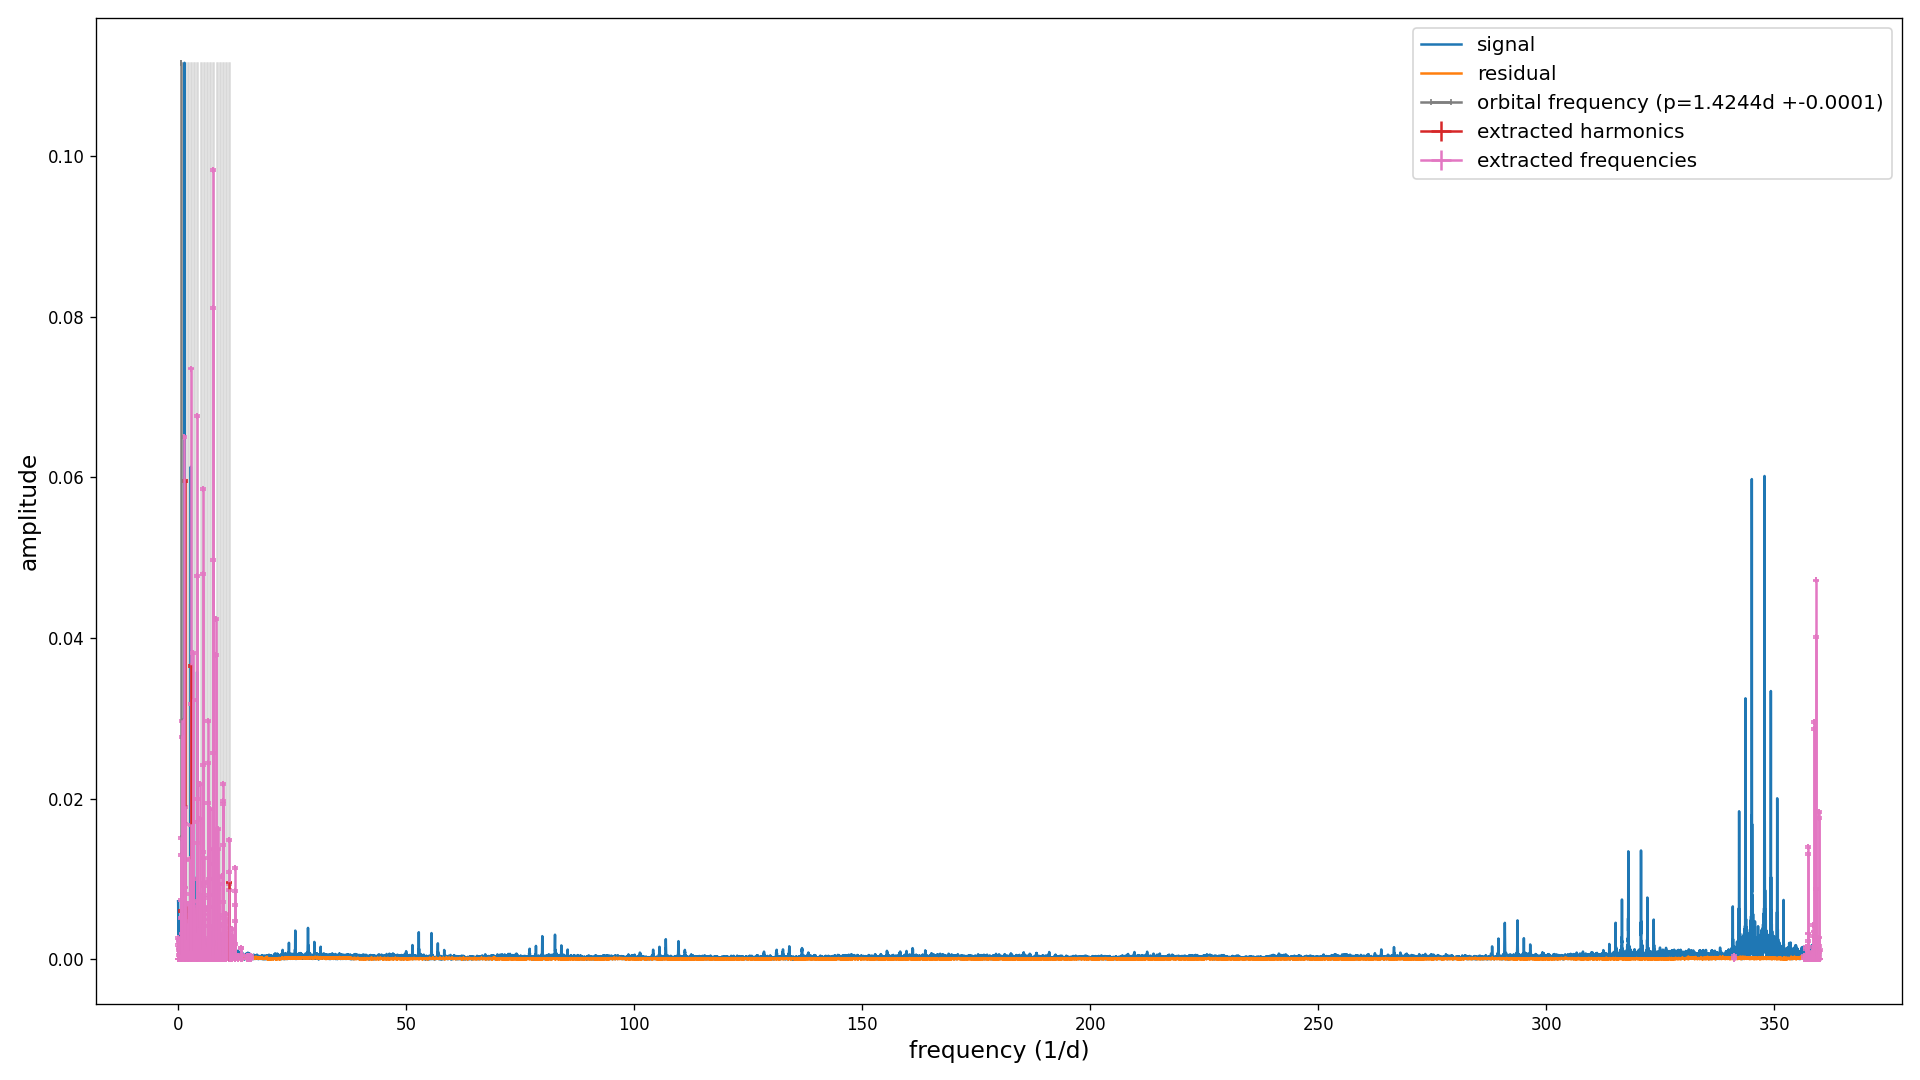 signal
residual
orbital frequency (p=1.4244d +-0.0001)
extracted harmonics
extracted frequencies
0.10
0.08
0.06
0.04
0.02
0.00
amplitude
0 50 100 150 200 250 300 350
frequency (1/d)